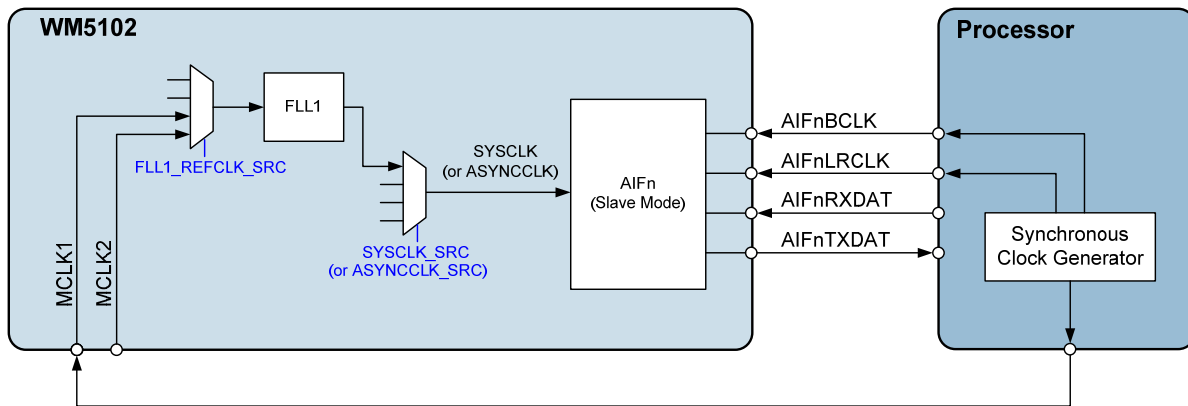 WM5102
Processor
FLL1
FLL1_REFCLK_SRC
MCLK1
MCLK2
SYSCLK
(or ASYNCCLK)
SYSCLK_SRC
(or ASYNCCLK_SRC)
AIFn
(Slave Mode)
AIFnBCLK
AIFnLRCLK
AIFnRXDAT
AIFnTXDAT
Synchronous
Clock Generator